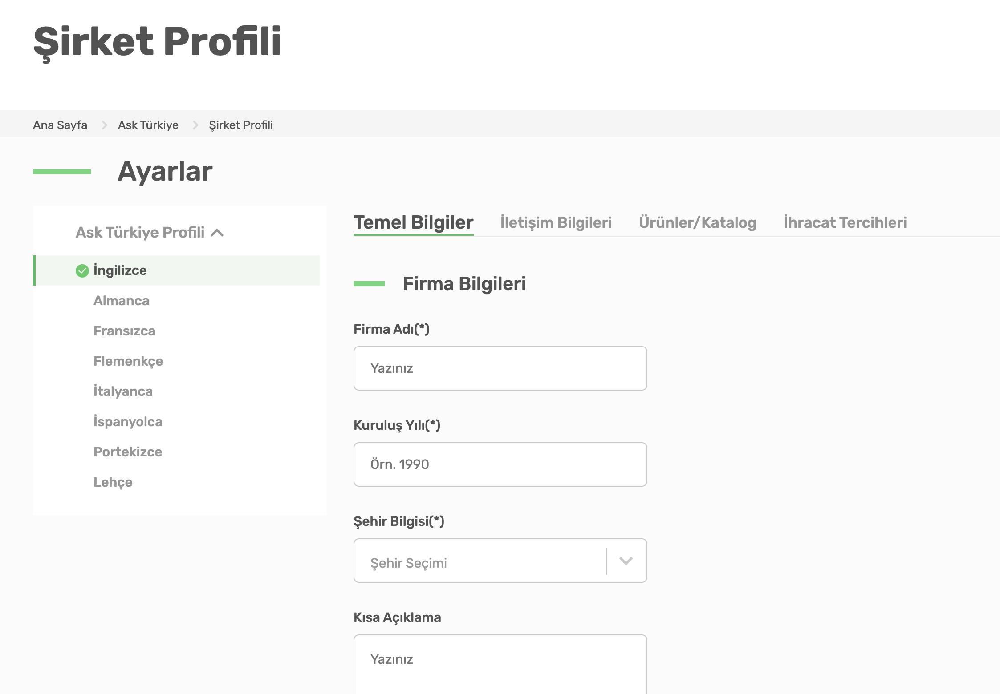 Şirket Profili
Ana Sayfa > Ask Türkiye > Şirket Profili
Ayarlar
Ask Türkiye Profili
İngilizce
Almanca
Fransızca
Flemenkçe
İtalyanca
İspanyolca
Portekizce
Lehçe
Temel Bilgiler İletişim Bilgileri Ürünler/Katalog İhracat Tercihleri
Firma Bilgileri
Firma Adı(*)
Yazınız
Kuruluş Yılı(*)
Örn. 1990
Şehir Bilgisi(*)
Şehir Seçimi
Kısa Açıklama
Yazınız